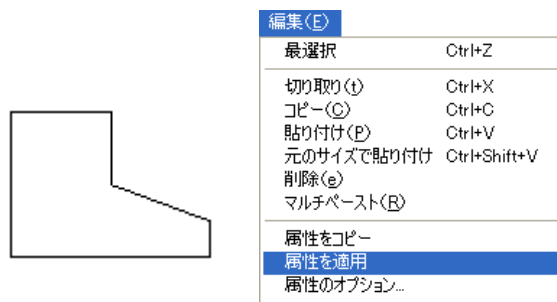 編集(E)
最選択 Ctrl+Z
切り取り(t) Ctrl+X
コピー(C) Ctrl+C
貼り付け(P) Ctrl+V
元のサイズで貼り付け Ctrl+Shift+V
削除(e)
マルチペースト(R)
属性をコピー
属性を適用
属性のオプション...